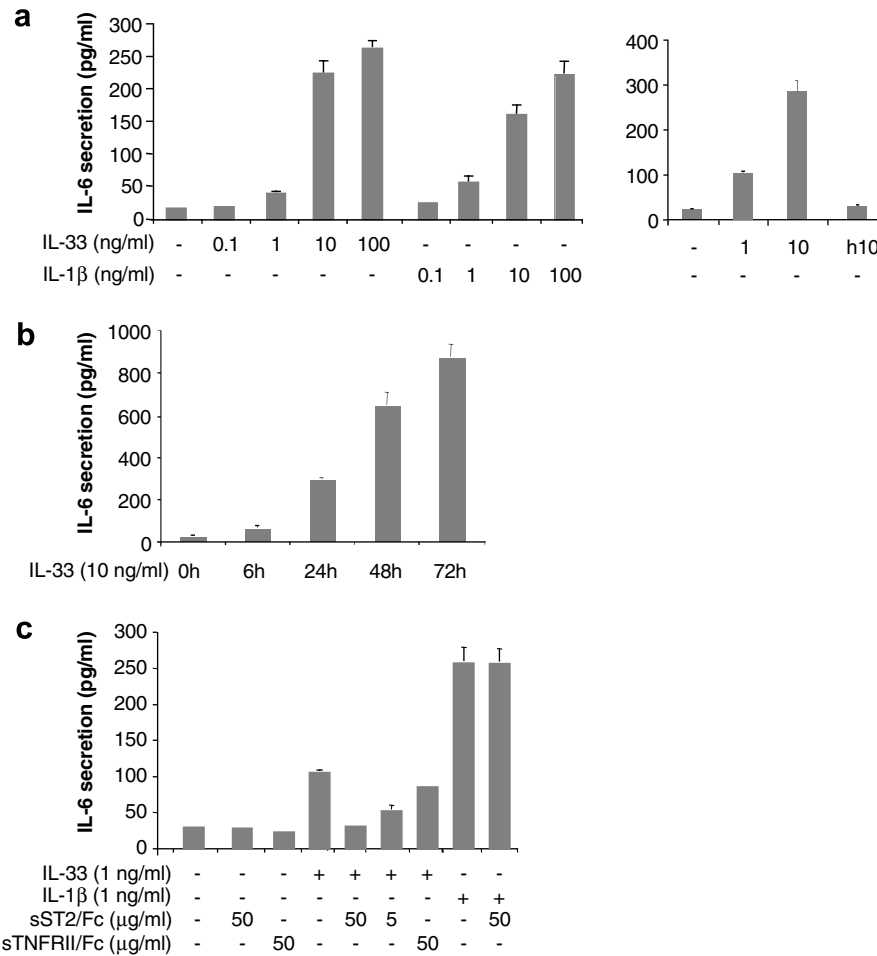 a
IL-6 secretion (pg/ml)
300
250
200
150
100
50
0
IL-33 (ng/ml) - 0.1 1 10 100 - - - -
IL-1β (ng/ml) - - - - - 0.1 1 10 100
IL-6 secretion (pg/ml)
400
300
200
100
0
- 1 10 h10
- - - -
b
IL-6 secretion (pg/ml)
1000
800
600
400
200
0
IL-33 (10 ng/ml) 0h 6h 24h 48h 72h
c
IL-6 secretion (pg/ml)
300
250
200
150
100
50
0
IL-33 (1 ng/ml) - - - + + + + - -
IL-1β (1 ng/ml) - - - - - - - + +
sST2/Fc (μg/ml) - 50 - - 50 5 - - 50
sTNFRII/Fc (μg/ml) - - 50 - - - 50 - -